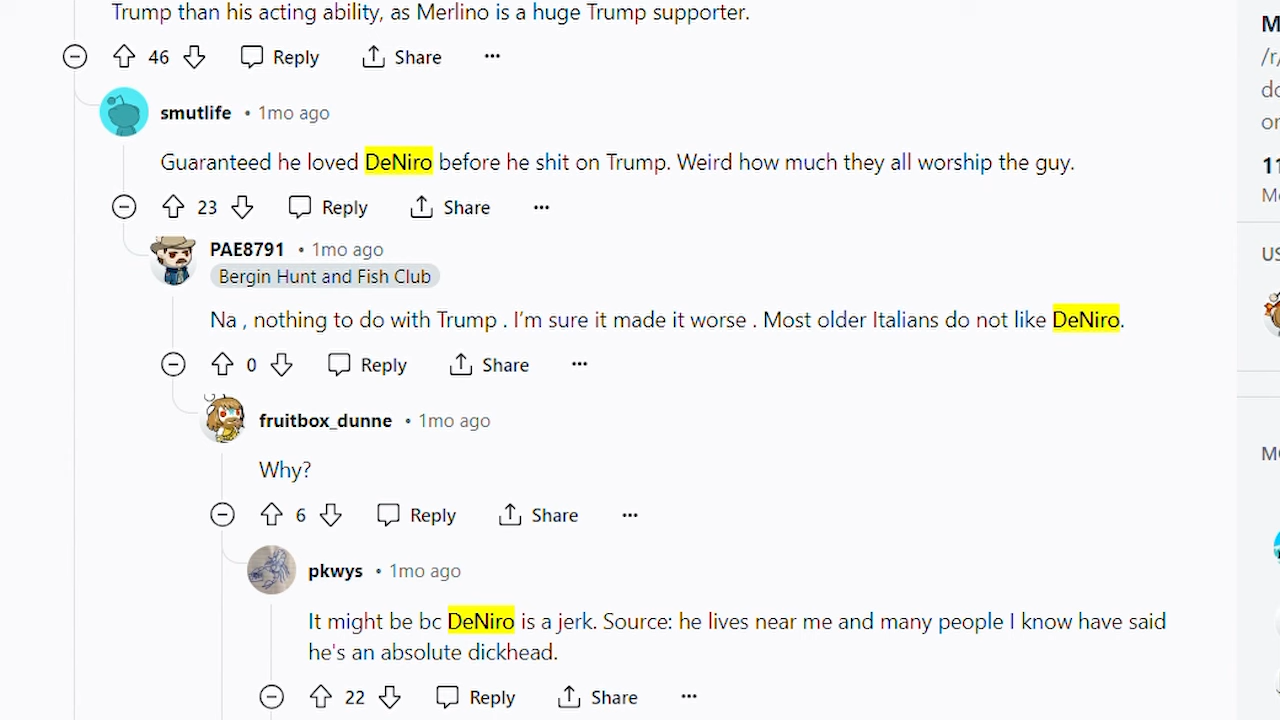 Trump than his acting ability, as Merlino is a huge Trump supporter.
46 Reply Share
smutlife • 1mo ago
Guaranteed he loved DeNiro before he shit on Trump. Weird how much they all worship the guy.
23 Reply Share
PAE8791 • 1mo ago
Bergin Hunt and Fish Club
Na , nothing to do with Trump . I’m sure it made it worse . Most older Italians do not like DeNiro.
0 Reply Share
fruitbox_dunne • 1mo ago
Why?
6 Reply Share
pkwys • 1mo ago
It might be bc DeNiro is a jerk. Source: he lives near me and many people I know have said
he's an absolute dickhead.
22 Reply Share